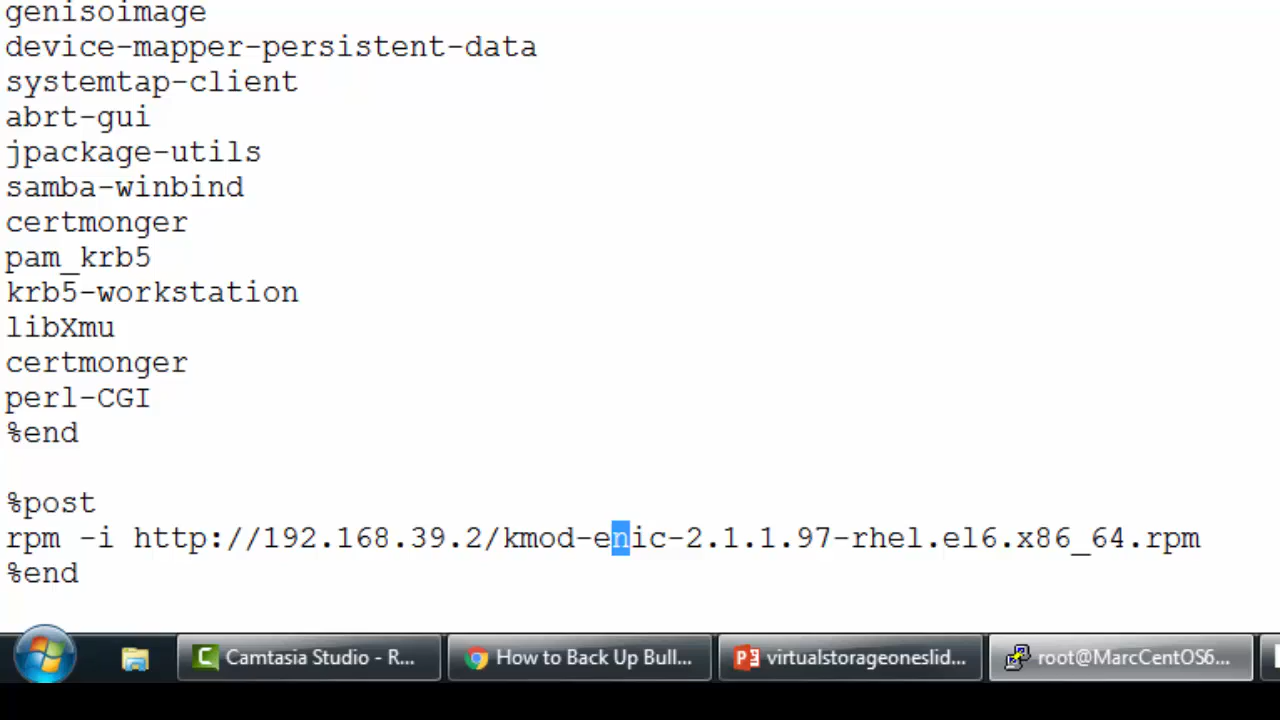 genisoimage
device-mapper-persistent-data
systemtap-client
abrt-gui
jpackage-utils
samba-winbind
certmonger
pam_krb5
krb5-workstation
libXmu
certmonger
perl-CGI
%end
%post
rpm -i http://192.168.39.2/kmod-enic-2.1.1.97-rhel.el6.x86_64.rpm
%end
Camtasia Studio - R...
How to Back Up Bull...
virtualstorageoneslid...
root@MarcCentOS6...